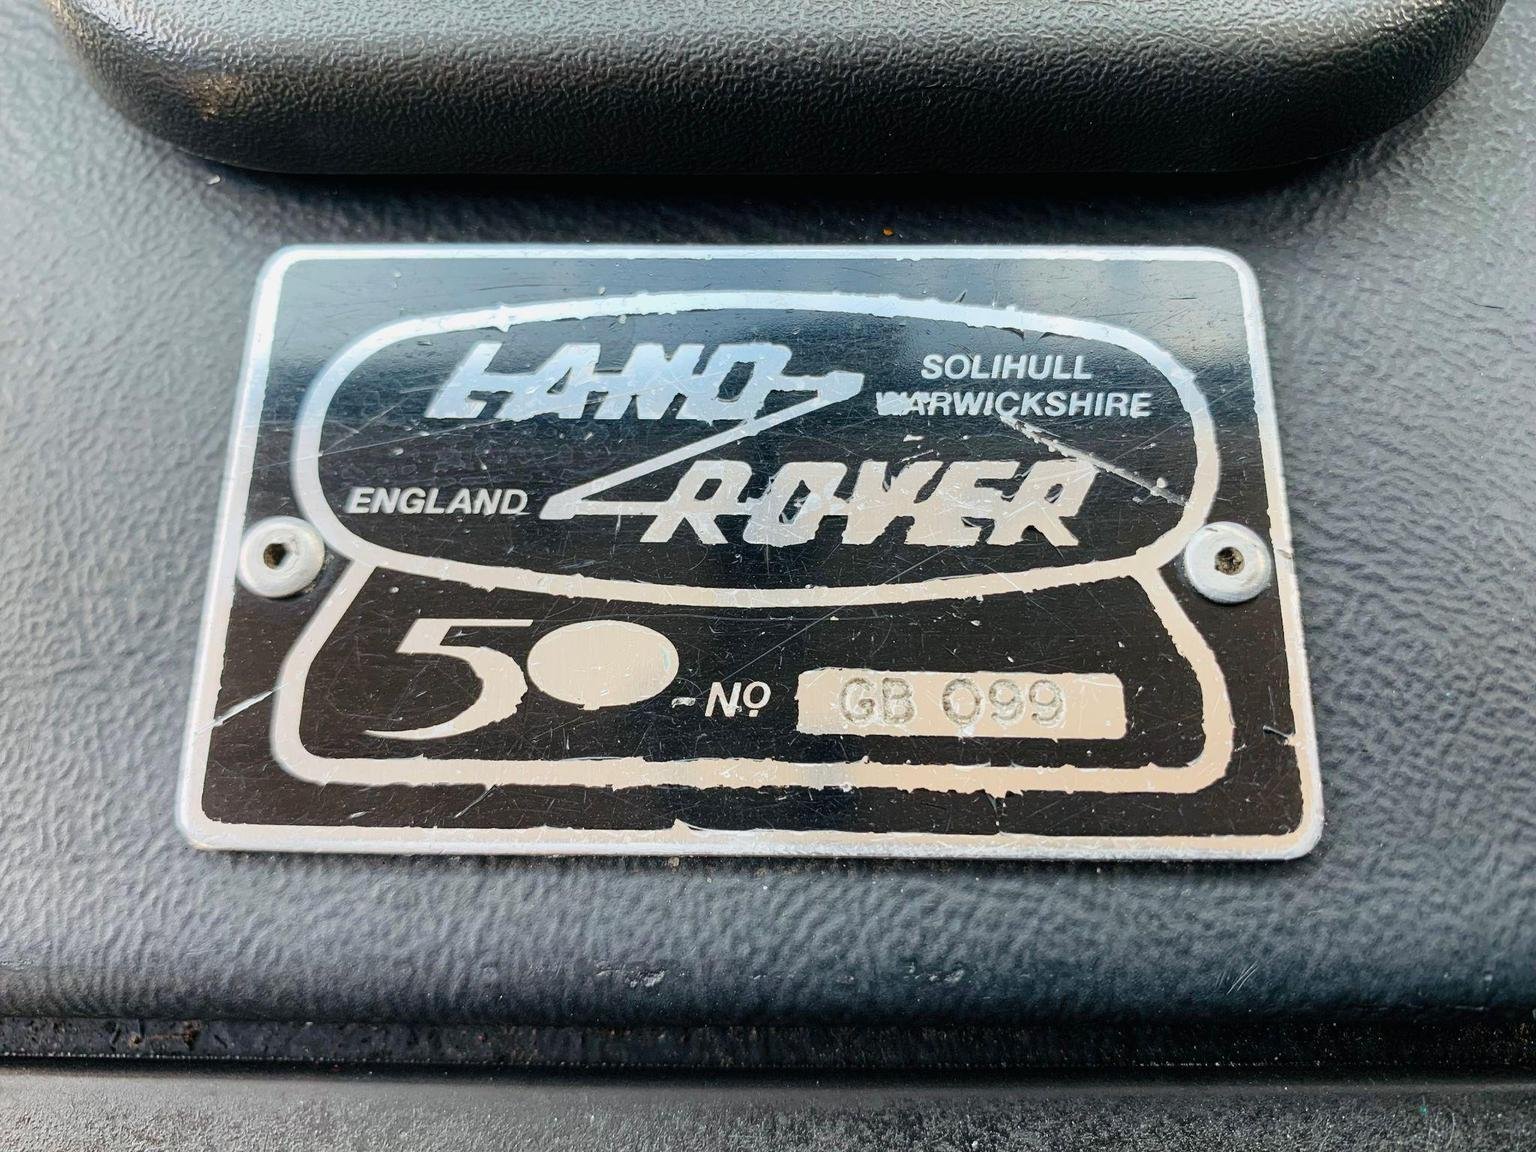 LAND ROVER
SOLIHULL
WARWICKSHIRE
ENGLAND
50 - Nº GB 099